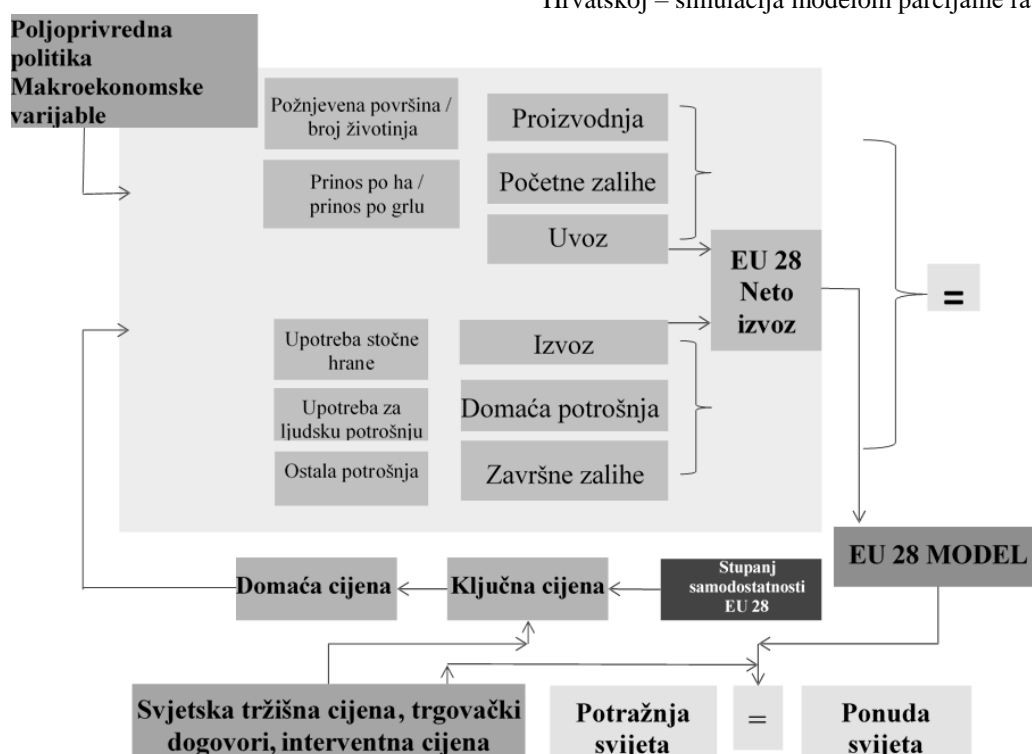 Hrvatskoj – simulacija modelom parcijalne
Poljoprivredna
politika
Makroekonomske
varijable
Požnjevena površina /
broj životinja
Proizvodnja
Prinos po ha /
prinos po grlu
Početne zalihe
Uvoz
EU 28
Neto
izvoz
=
Upotreba stočne
hrane
Izvoz
Upotreba za
ljudsku potrošnju
Domaća potrošnja
Ostala potrošnja
Završne zalihe
EU 28 MODEL
Domaća cijena
Ključna cijena
Stupanj
samodostatnosti
EU 28
Svjetska tržišna cijena, trgovački
dogovori, interventna cijena
Potražnja
svijeta
=
Ponuda
svijeta